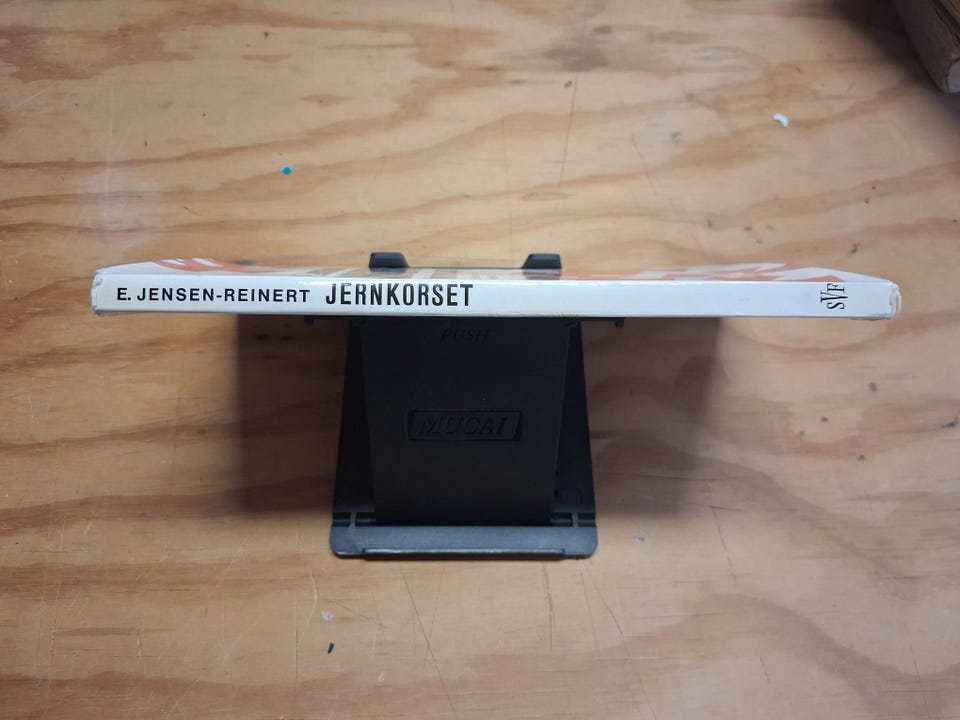 E. JENSEN-REINERT JERNKORSET SVF
PUSH
MUCAI